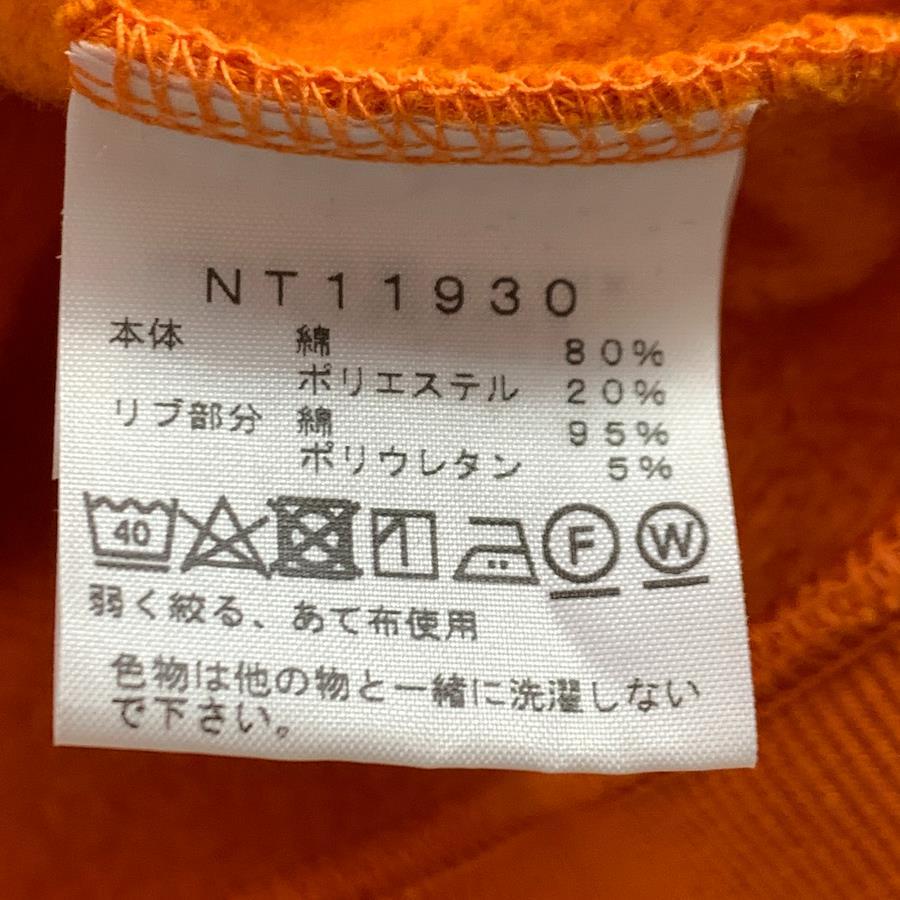 NT11930
本体 綿 80%
ポリエステル 20%
リブ部分 綿 95%
ポリウレタン 5%
40 F W
弱く絞る、あて布使用
色物は他の物と一緒に洗濯しない
で下さい。